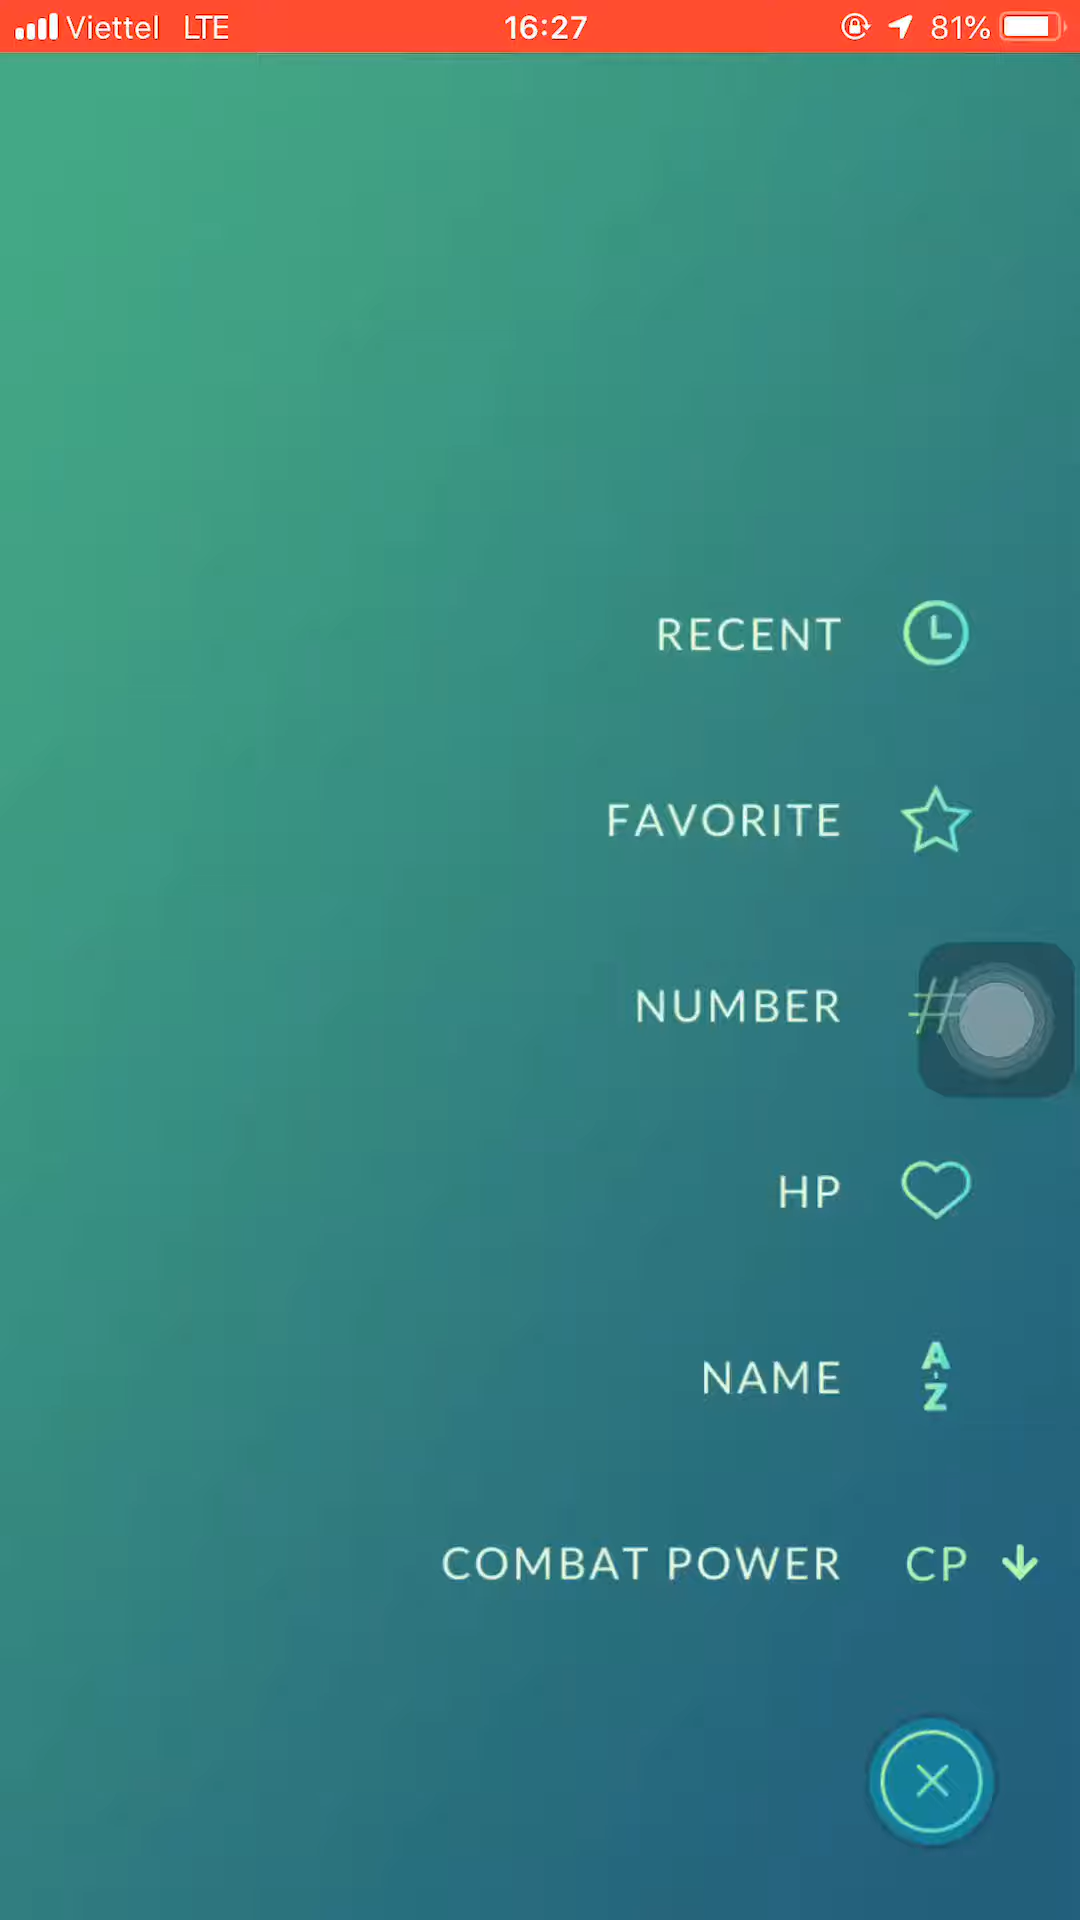 Viettel LTE 16:27 81%
RECENT
FAVORITE
NUMBER #
HP
NAME A-Z
COMBAT POWER CP